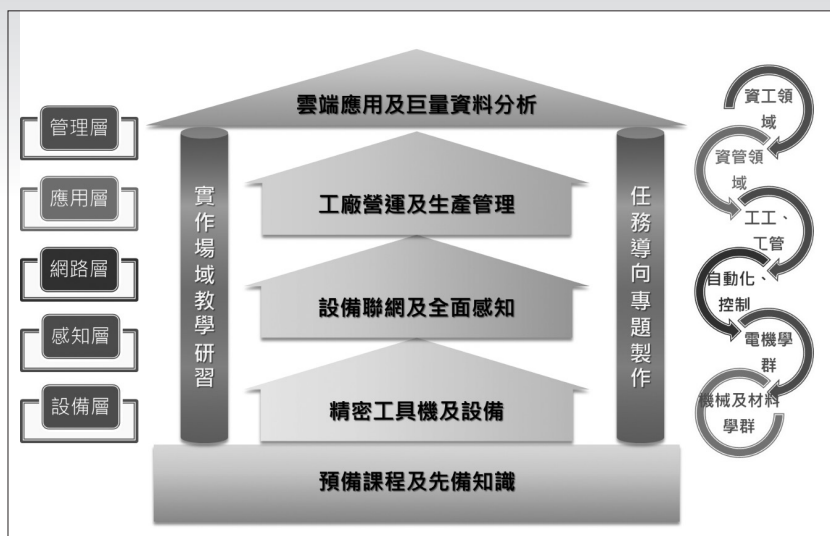 管理層
應用層
網路層
感知層
設備層
雲端應用及巨量資料分析
實作場域教學研習
工廠營運及生產管理
設備聯網及全面感知
精密工具機及設備
任務導向專題製作
預備課程及先備知識
資工領
域
資管領
域
工工、
工管
自動化、
控制
電機學
群
機械及材料
學群